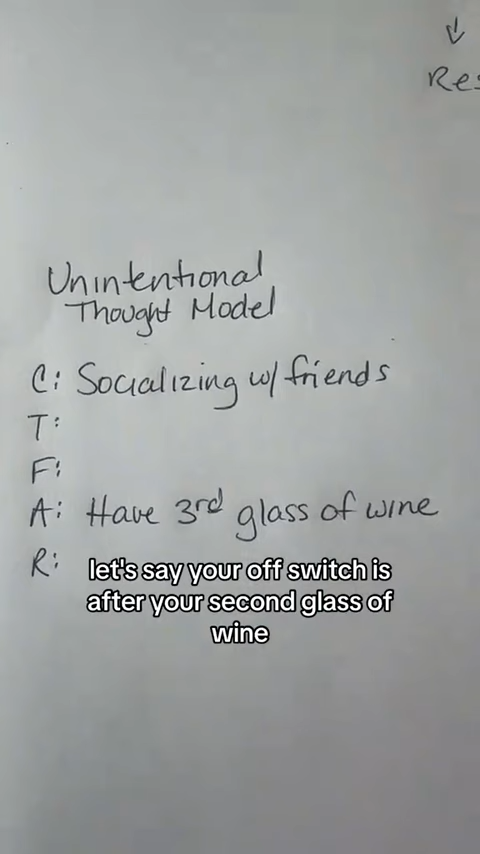 Res
Unintentional
Thought Model
C: Socializing w/ friends
T:
F:
A: Have 3rd glass of wine
R:
let's say your off switch is
after your second glass of
wine